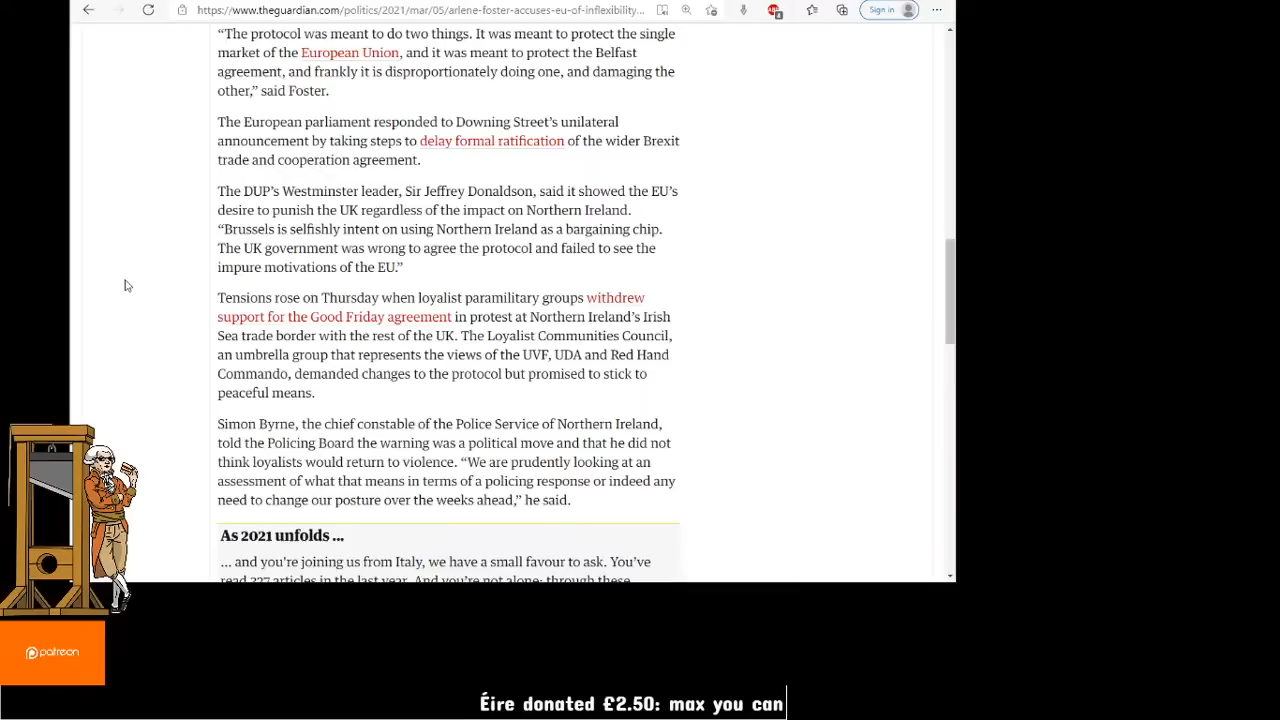 https://www.theguardian.com/politics/2021/mar/05/arlene-foster-accuses-eu-of-inflexibility...
Sign in
“The protocol was meant to do two things. It was meant to protect the single
market of the European Union, and it was meant to protect the Belfast
agreement, and frankly it is disproportionately doing one, and damaging the
other,” said Foster.
The European parliament responded to Downing Street’s unilateral
announcement by taking steps to delay formal ratification of the wider Brexit
trade and cooperation agreement.
The DUP’s Westminster leader, Sir Jeffrey Donaldson, said it showed the EU’s
desire to punish the UK regardless of the impact on Northern Ireland.
“Brussels is selfishly intent on using Northern Ireland as a bargaining chip.
The UK government was wrong to agree the protocol and failed to see the
impure motivations of the EU.”
Tensions rose on Thursday when loyalist paramilitary groups withdrew
support for the Good Friday agreement in protest at Northern Ireland’s Irish
Sea trade border with the rest of the UK. The Loyalist Communities Council,
an umbrella group that represents the views of the UVF, UDA and Red Hand
Commando, demanded changes to the protocol but promised to stick to
peaceful means.
Simon Byrne, the chief constable of the Police Service of Northern Ireland,
told the Policing Board the warning was a political move and that he did not
think loyalists would return to violence. “We are prudently looking at an
assessment of what that means in terms of a policing response or indeed any
need to change our posture over the weeks ahead,” he said.
As 2021 unfolds ...
... and you're joining us from Italy, we have a small favour to ask. You've
read 327 articles in the last year. And you're not alone; through these
patreon
Éire donated £2.50: max you can